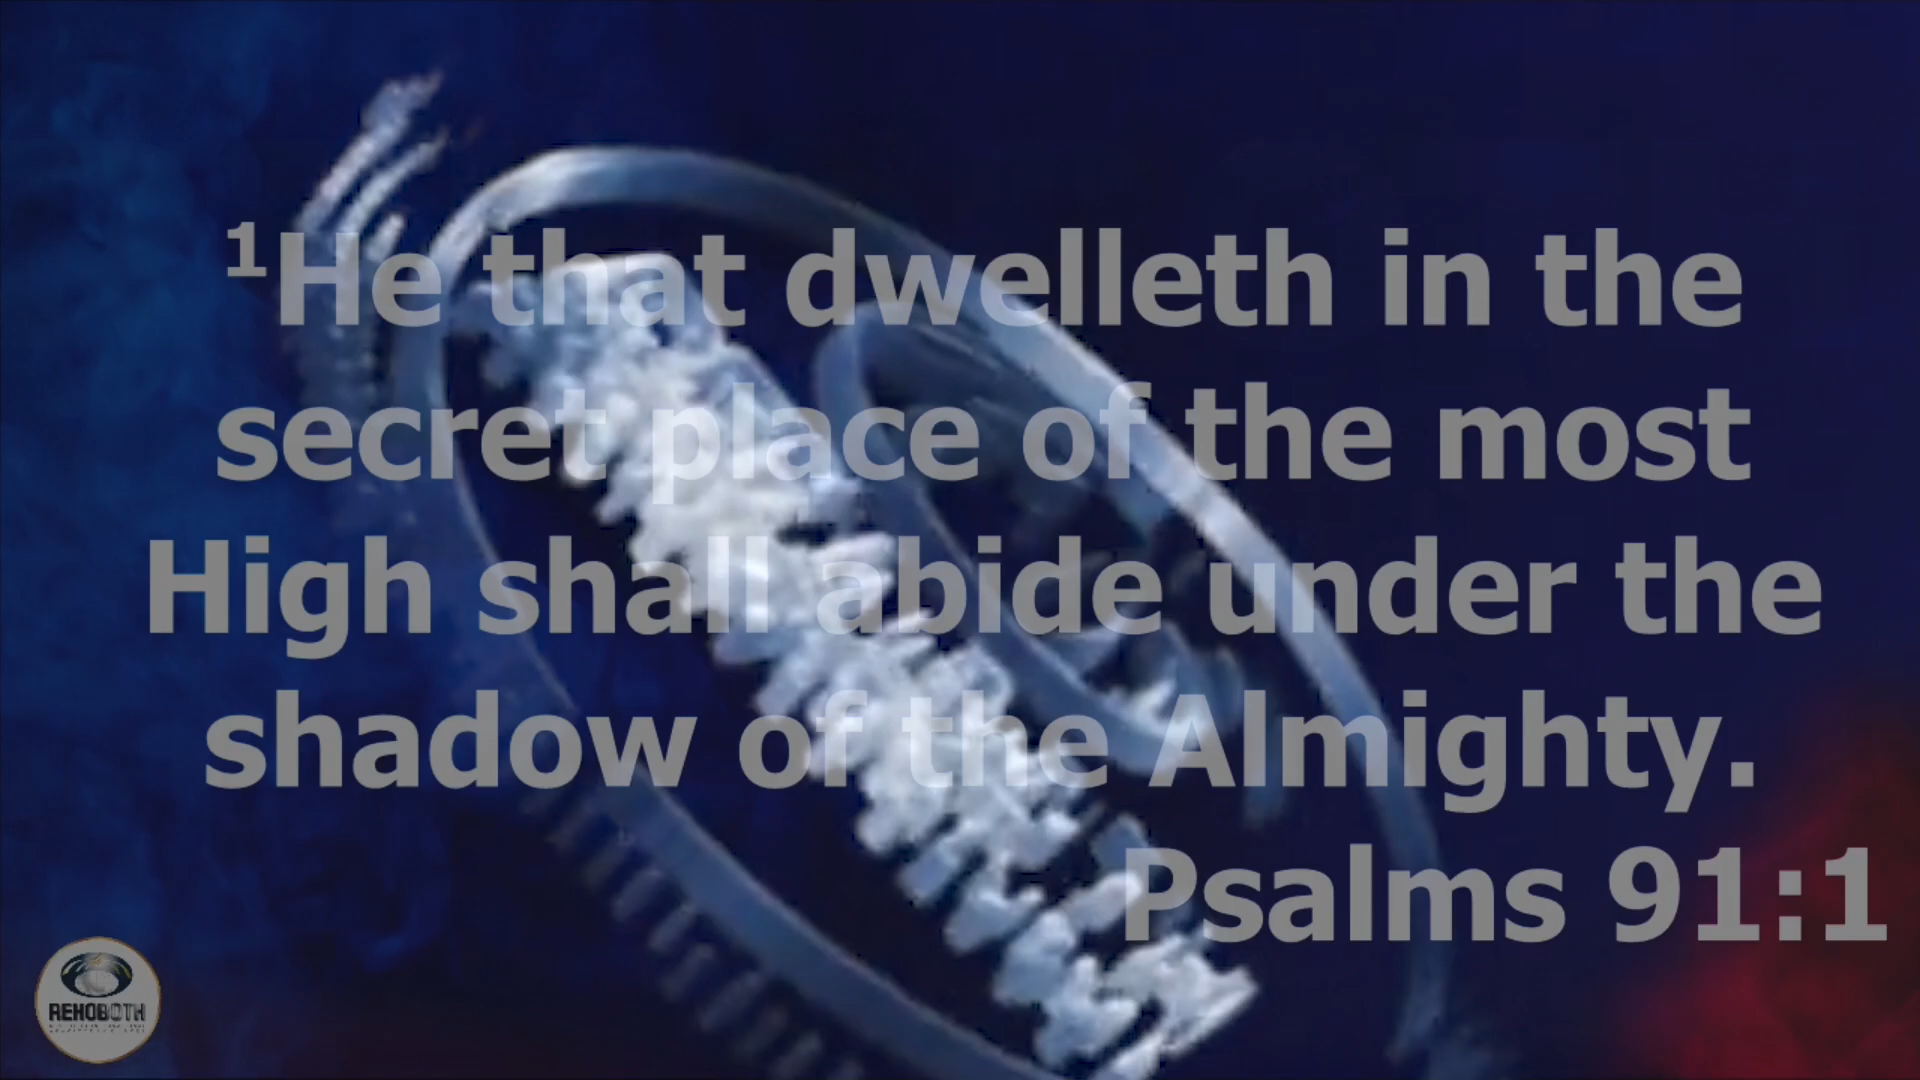 ¹He that dwelleth in the
secret place of the most
High shall abide under the
shadow of the Almighty.
Psalms 91:1
REHOBOTH